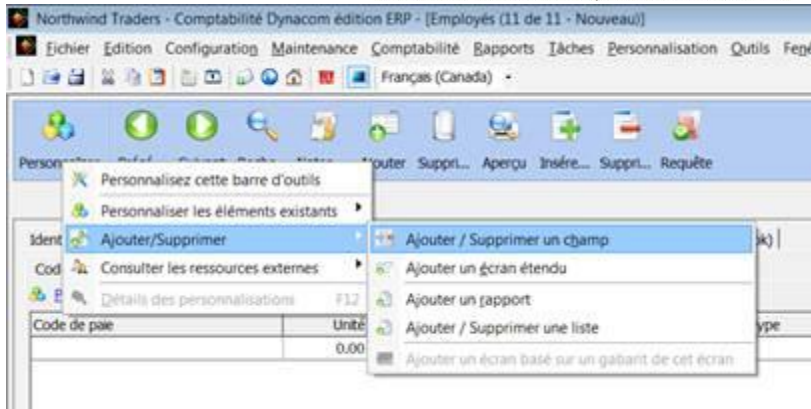 Northwind Traders - Comptabilité Dynacom édition ERP - [Employés (11 de 11 - Nouveau)]
Fichier Edition Configuration Maintenance Comptabilité Rapports Tâches Personnalisation Outils
Français (Canada)
Suppri... Aperçu Insére... Suppri... Requête
Personnalisez cette barre d'outils
Personnaliser les éléments existants
Ajouter/Supprimer
Ajouter / Supprimer un champ
Consulter les ressources externes
Ajouter un écran étendu
Détails des personnalisations F12
Ajouter un rapport
Code de paie Unité
Ajouter / Supprimer une liste
0.00
Ajouter un écran basé sur un gabarit de cet écran